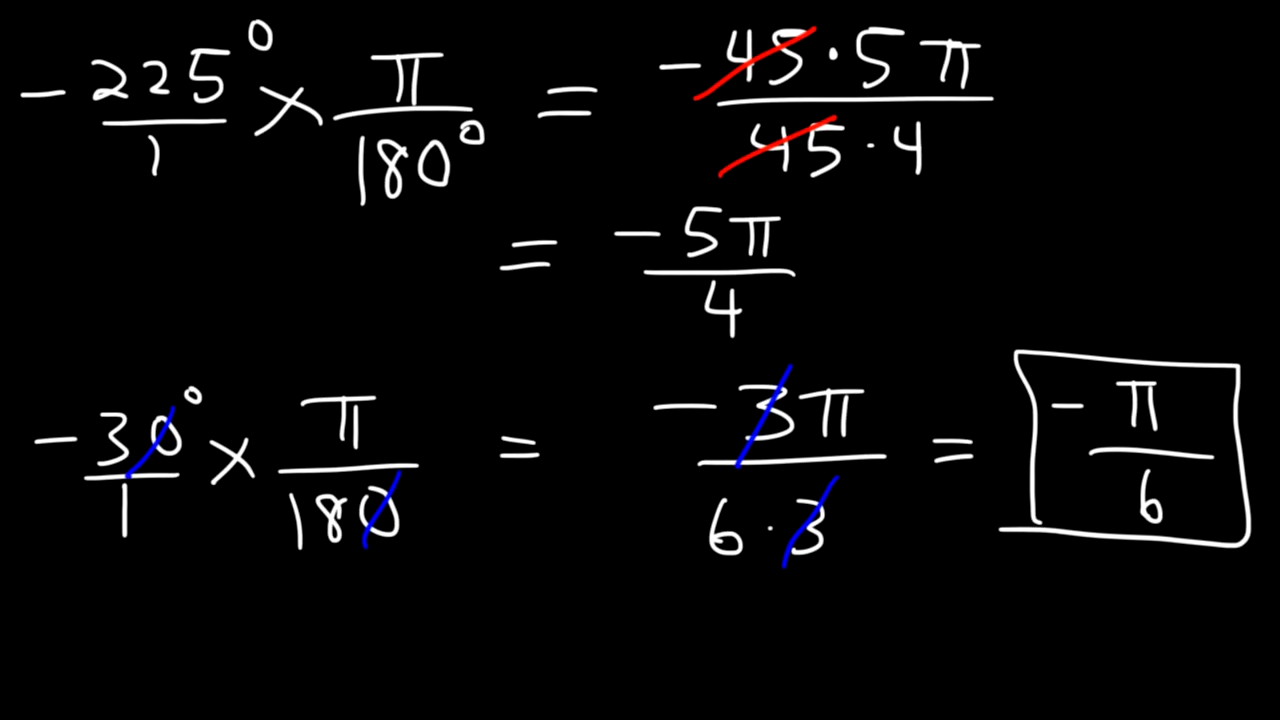 -225°/1 × π/180° = -45·5π/45·4
= -5π/4
-30°/1 × π/180 = -3π/6·3 = -π/6